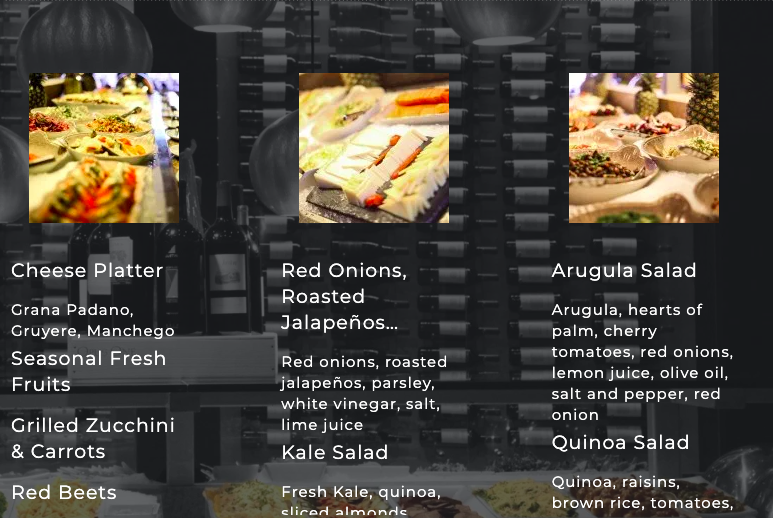 Cheese Platter
Grana Padano,
Gruyere, Manchego
Seasonal Fresh
Fruits
Grilled Zucchini
& Carrots
Red Beets
Red Onions,
Roasted
Jalapeños...
Red onions, roasted
jalapeños, parsley,
white vinegar, salt,
lime juice
Kale Salad
Fresh Kale, quinoa,
sliced almonds
Arugula Salad
Arugula, hearts of
palm, cherry
tomatoes, red onions,
lemon juice, olive oil,
salt and pepper, red
onion
Quinoa Salad
Quinoa, raisins,
brown rice, tomatoes,